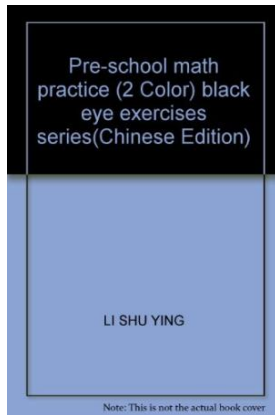 Pre-school math
practice (2 Color) black
eye exercises
series(Chinese Edition)
LI SHU YING
Note: This is not the actual book cover